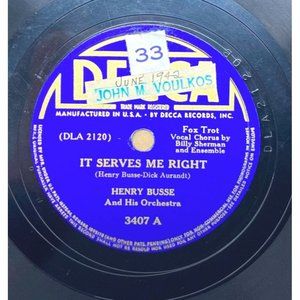 33
DECCA
JUNE 1942
JOHN M. VOULKOS
TRADE MARK REGISTERED
MANUFACTURED IN U.S.A. • BY DECCA RECORDS, INC.
(DLA 2120)
Fox Trot
Vocal Chorus by
Billy Sherman
and Ensemble
IT SERVES ME RIGHT
(Henry Busse-Dick Aurandt)
HENRY BUSSE
And His Orchestra
3407 A